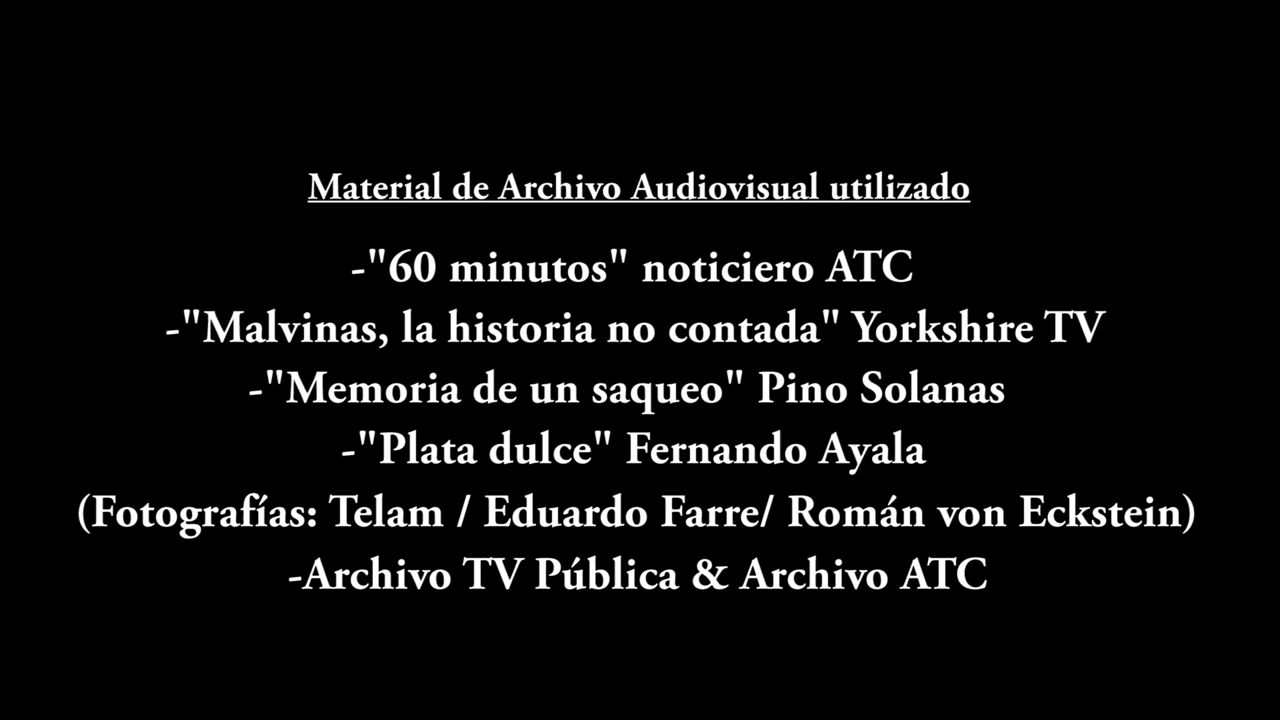 Material de Archivo Audiovisual utilizado
-"60 minutos" noticiero ATC
-"Malvinas, la historia no contada" Yorkshire TV
-"Memoria de un saqueo" Pino Solanas
-"Plata dulce" Fernando Ayala
(Fotografías: Telam / Eduardo Farre/ Román von Eckstein)
-Archivo TV Pública & Archivo ATC